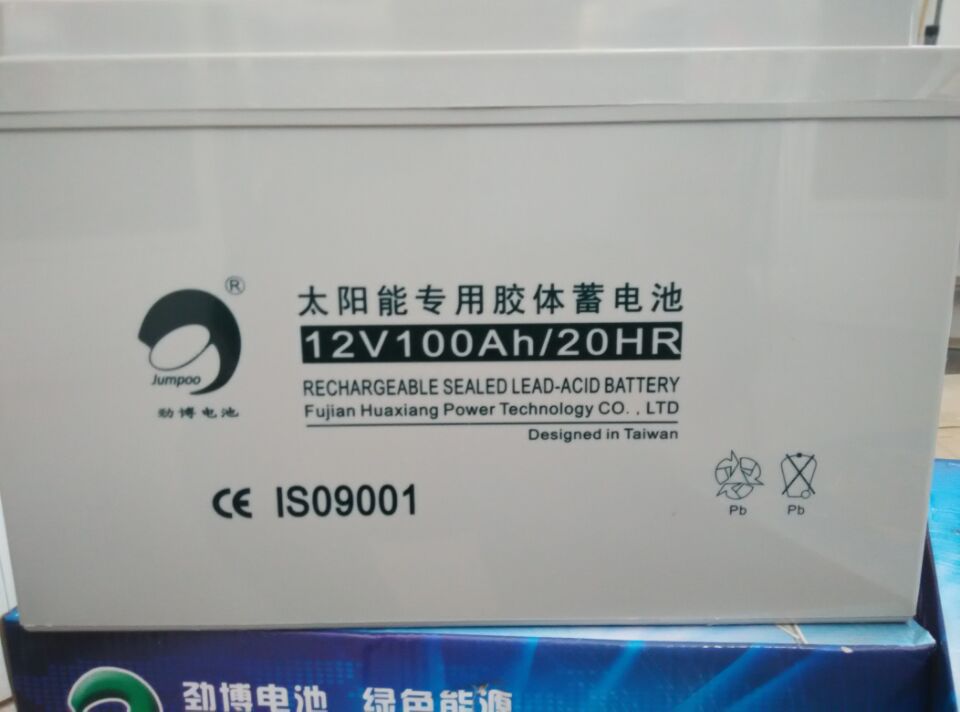 ®
太阳能专用胶体蓄电池
12V100Ah/20HR
Jumpoo
RECHARGEABLE SEALED LEAD-ACID BATTERY
劲博电池
Fujian Huaxiang Power Technology CO. , LTD
Designed in Taiwan
CE IS09001
Pb Pb
劲博电池 绿色能源